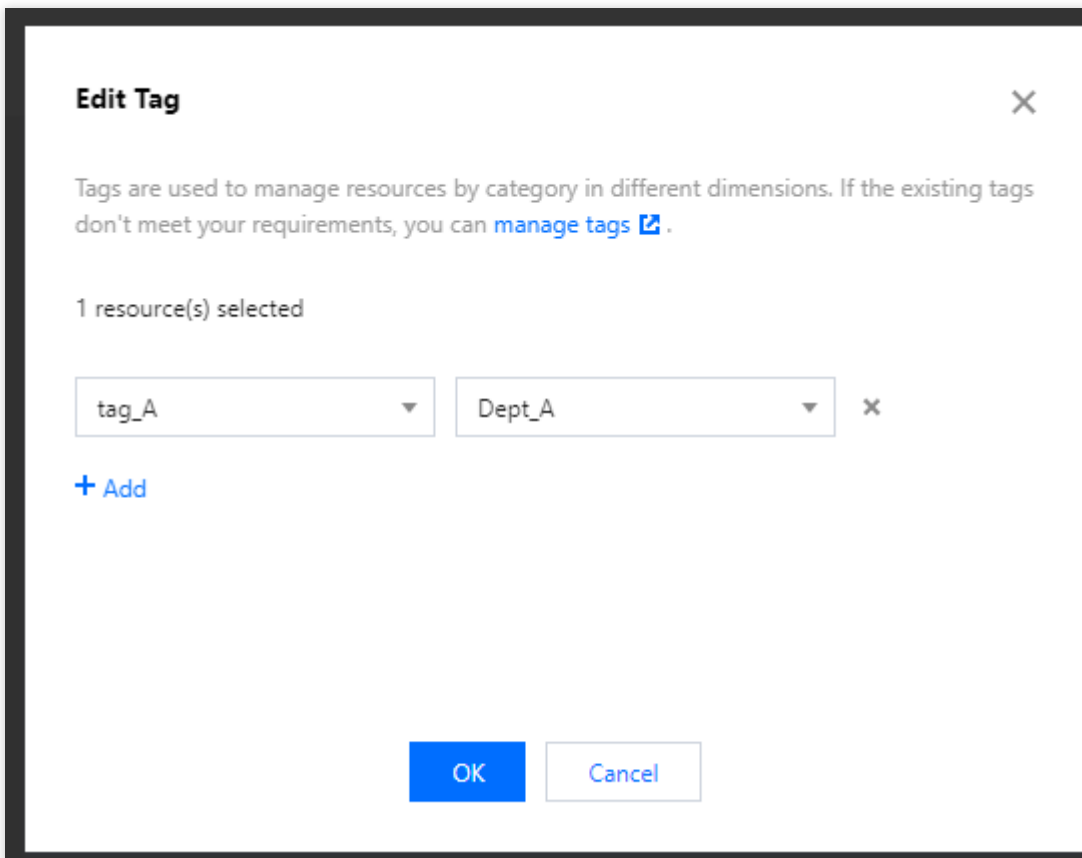 Edit Tag
Tags are used to manage resources by category in different dimensions. If the existing tags
don't meet your requirements, you can manage tags .
1 resource(s) selected
tag_A Dept_A
+ Add
OK Cancel